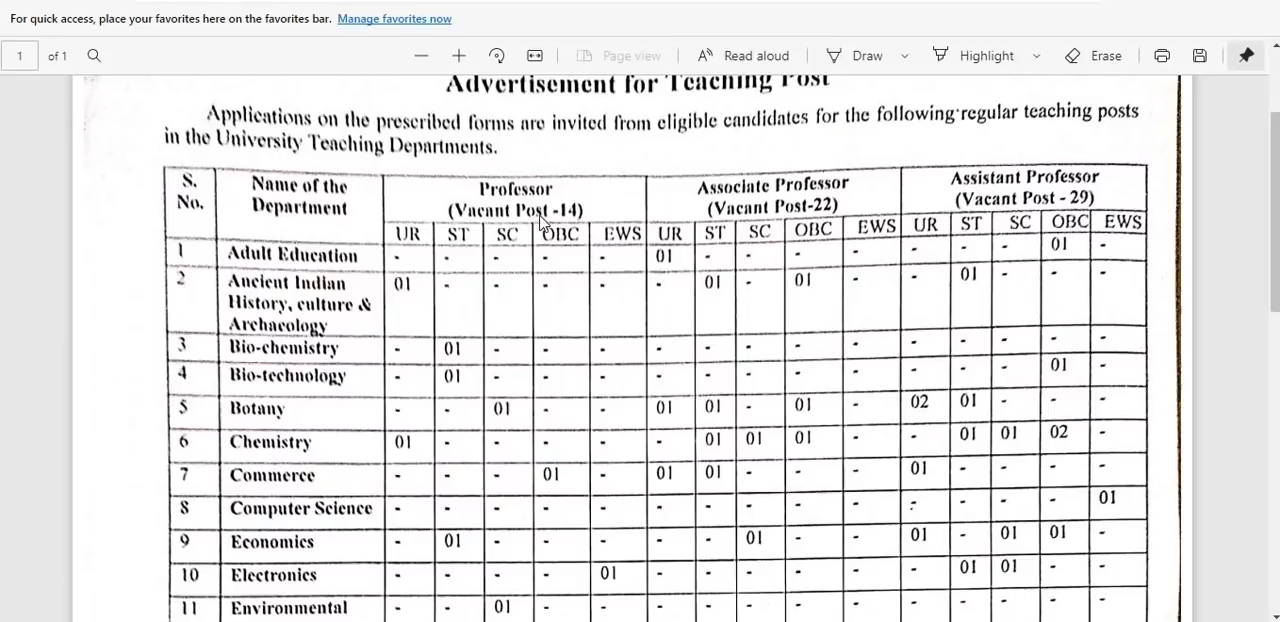 For quick access, place your favorites here on the favorites bar. Manage favorites now
1 of 1 Page view Read aloud Draw Highlight Erase
Advertisement for Teaching Post
Applications on the prescribed forms are invited from eligible candidates for the following regular teaching posts
in the University Teaching Departments.
S. No. Name of the Department Professor (Vacant Post -14) Associate Professor (Vacant Post-22) Assistant Professor (Vacant Post - 29)
UR ST SC OBC EWS UR ST SC OBC EWS UR ST SC OBC EWS
1 Adult Education - - - - - 01 - - - - - - - 01 -
2 Ancient Indian History, culture & Archaeology 01 - - - - - 01 - 01 - - 01 - - -
3 Bio-chemistry - 01 - - - - - - - - - - - - -
4 Bio-technology - 01 - - - - - - - - - - - 01 -
5 Botany - - 01 - - 01 01 - 01 - 02 01 - - -
6 Chemistry 01 - - - - - 01 01 01 - - 01 01 02 -
7 Commerce - - - 01 - 01 01 - - - 01 - - - -
8 Computer Science - - - - - - - - - - - - - - 01
9 Economics - 01 - - - - - 01 - - 01 - 01 01 -
10 Electronics - - - - 01 - - - - - - 01 01 - -
11 Environmental - - 01 - - - - - - - - - - - -